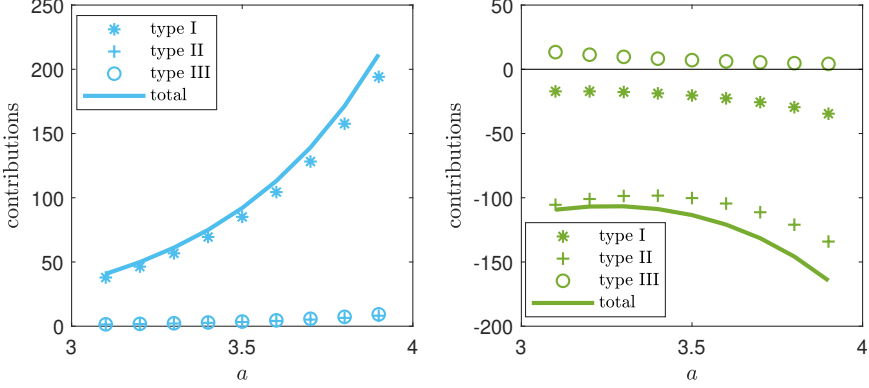 250
200
150
100
50
0
3
3.5
4
contributions
a
type I
type II
type III
total
50
0
-50
-100
-150
-200
3
3.5
4
contributions
a
type I
type II
type III
total